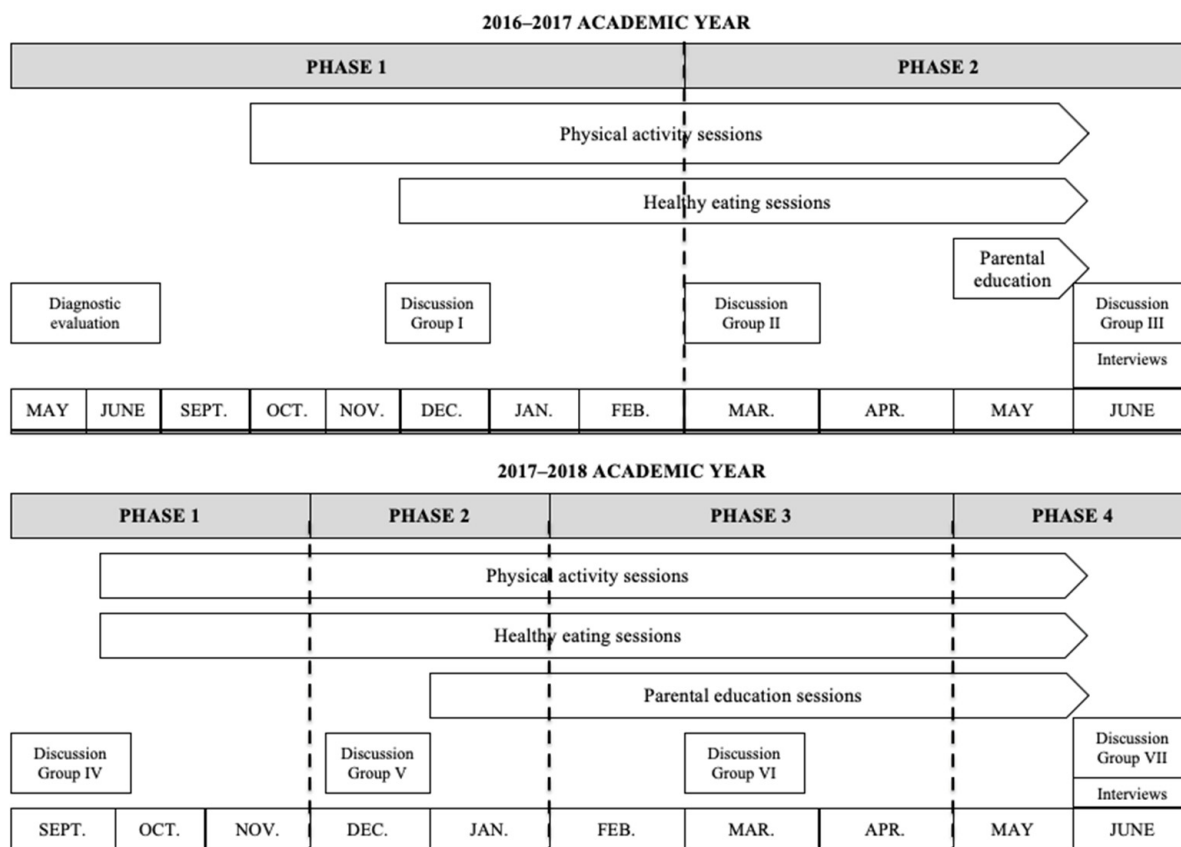 2016–2017 ACADEMIC YEAR
PHASE 1
PHASE 2
Physical activity sessions
Healthy eating sessions
Parental
education
Diagnostic
evaluation
Discussion
Group I
Discussion
Group II
Discussion
Group III
Interviews
MAY
JUNE
SEPT.
OCT.
NOV.
DEC.
JAN.
FEB.
MAR.
APR.
MAY
JUNE
2017–2018 ACADEMIC YEAR
PHASE 1
PHASE 2
PHASE 3
PHASE 4
Physical activity sessions
Healthy eating sessions
Parental education sessions
Discussion
Group IV
Discussion
Group V
Discussion
Group VI
Discussion
Group VII
Interviews
SEPT.
OCT.
NOV.
DEC.
JAN.
FEB.
MAR.
APR.
MAY
JUNE